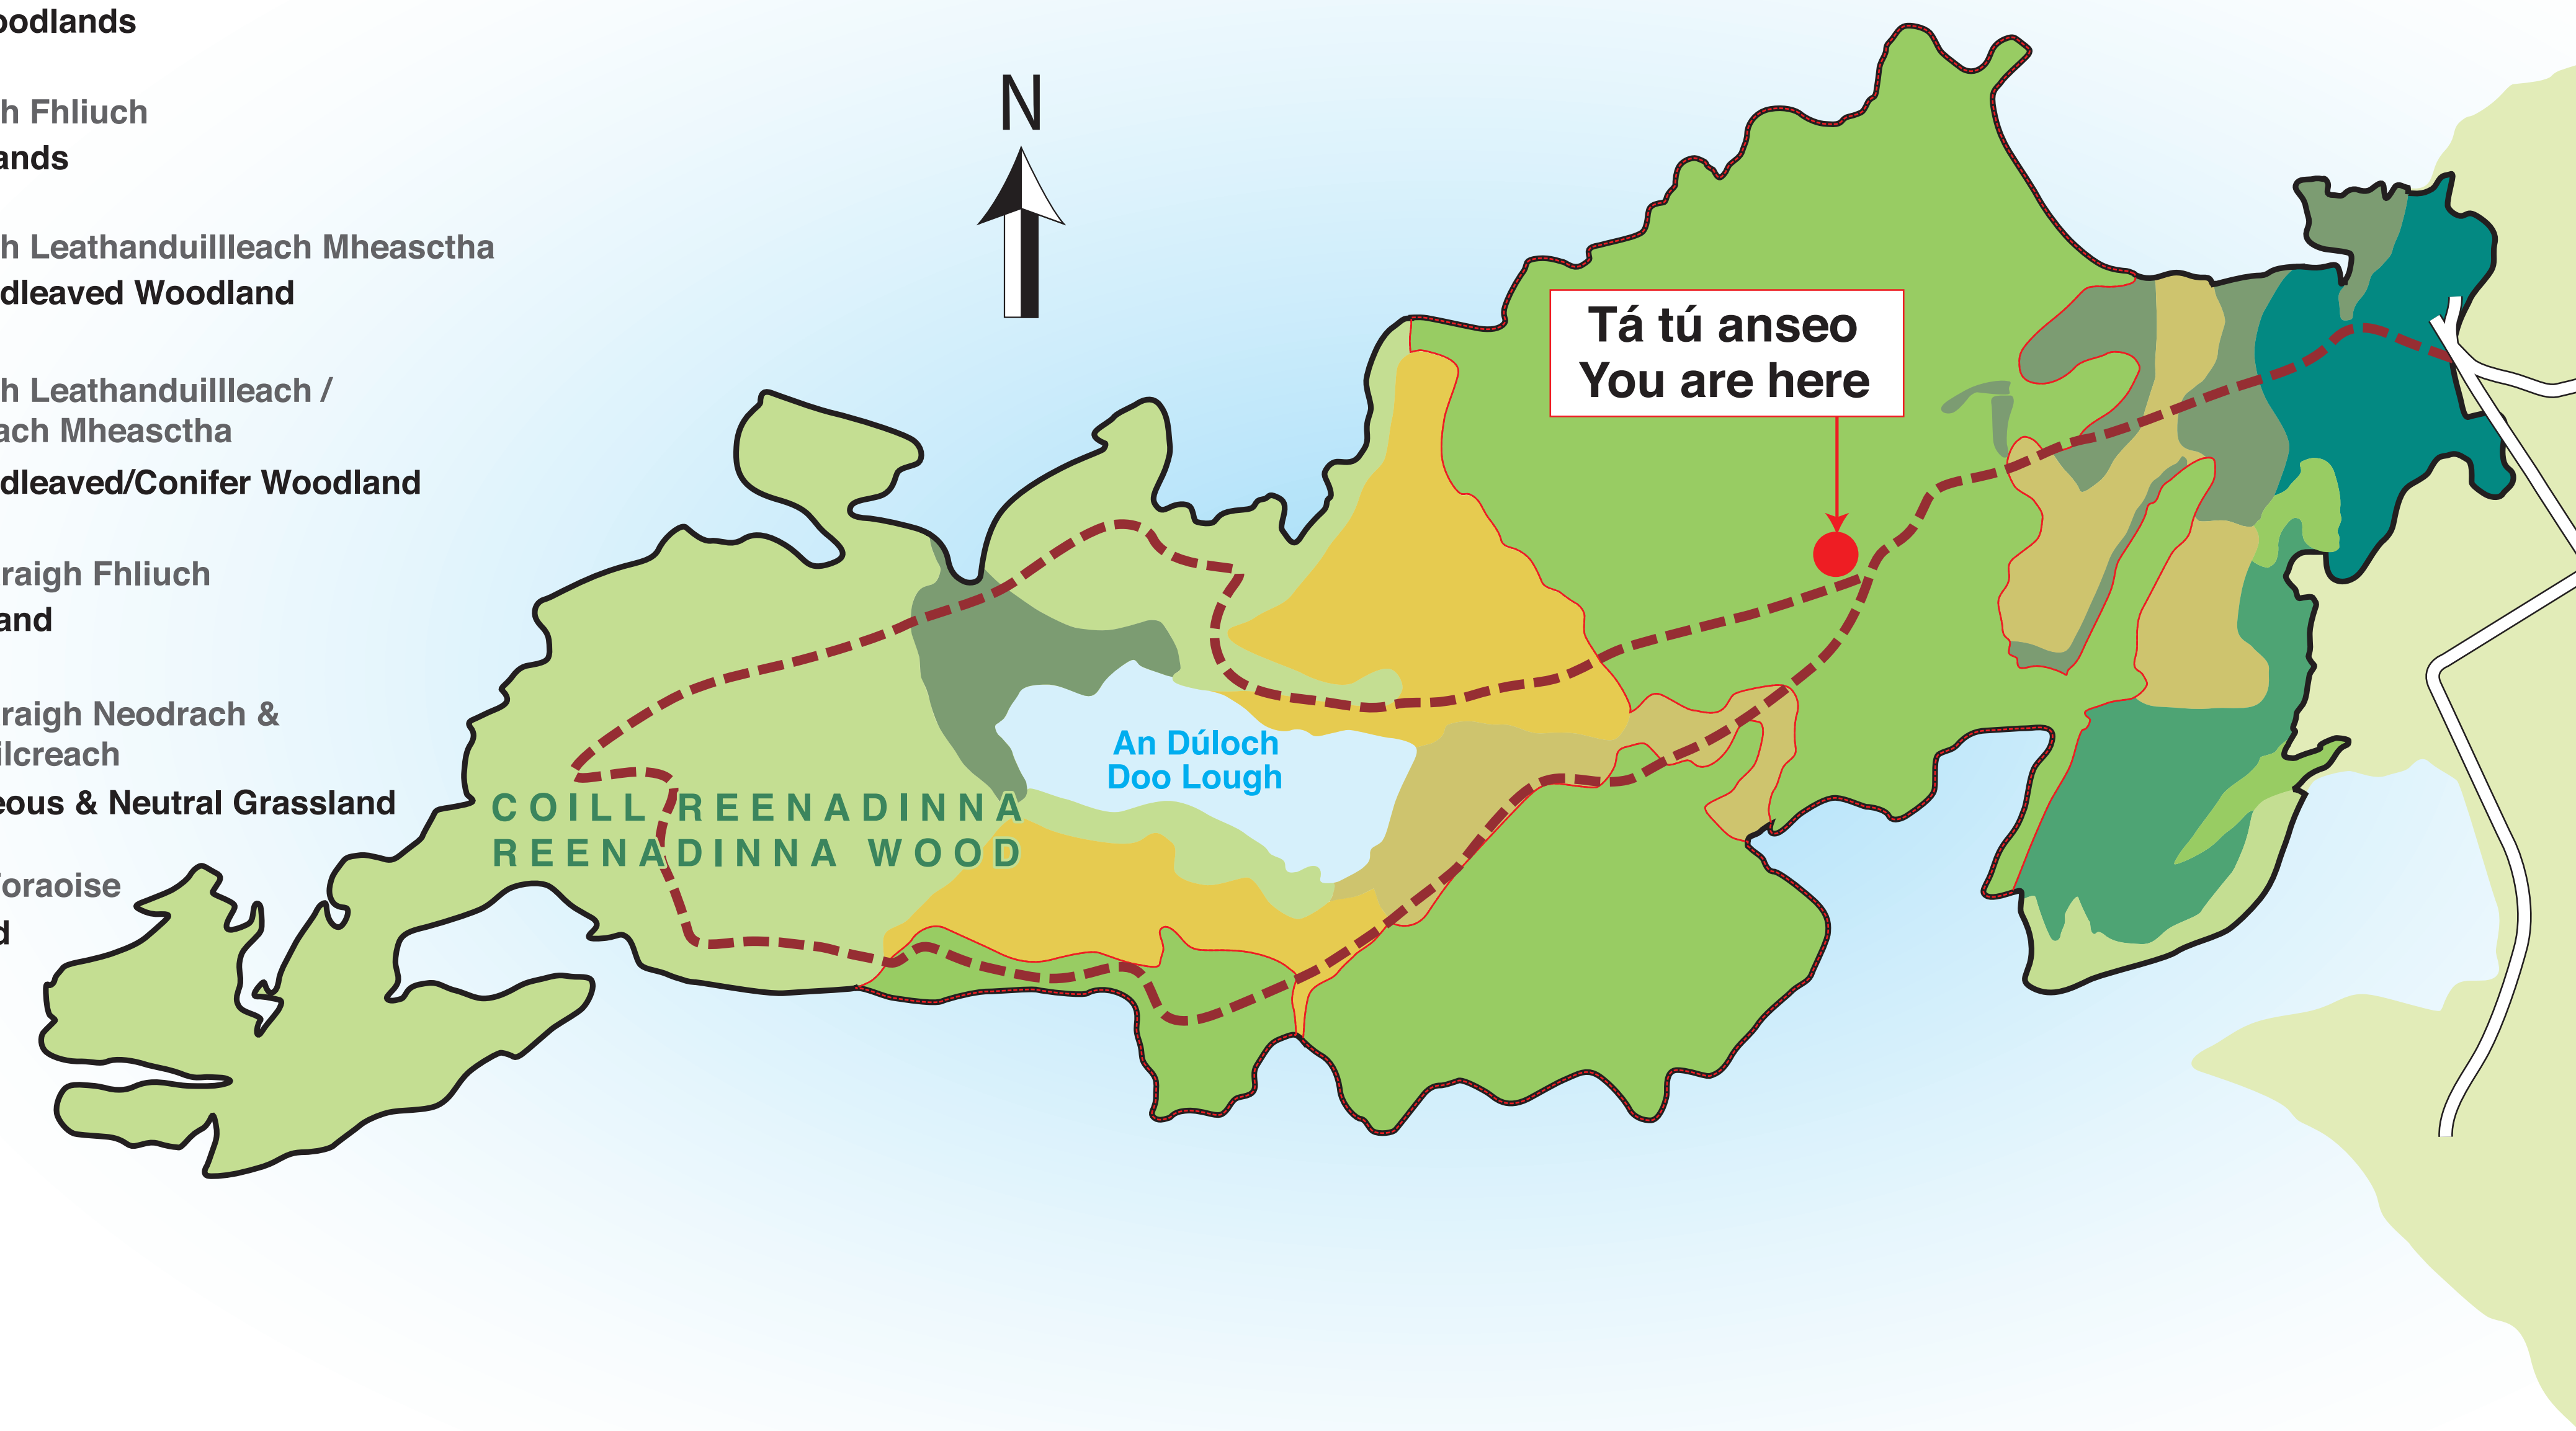 oodlands
h Fhliuch
ands
h Leathanduillleach Mheasctha
dleaved Woodland
h Leathanduillleach /
ach Mheasctha
dleaved/Conifer Woodland
raigh Fhliuch
and
raigh Neodrach &
ilcreach
eous & Neutral Grassland
oraoise
d
N
Tá tú anseo
You are here
An Dúloch
Doo Lough
COILL REENADINNA
REENADINNA WOOD